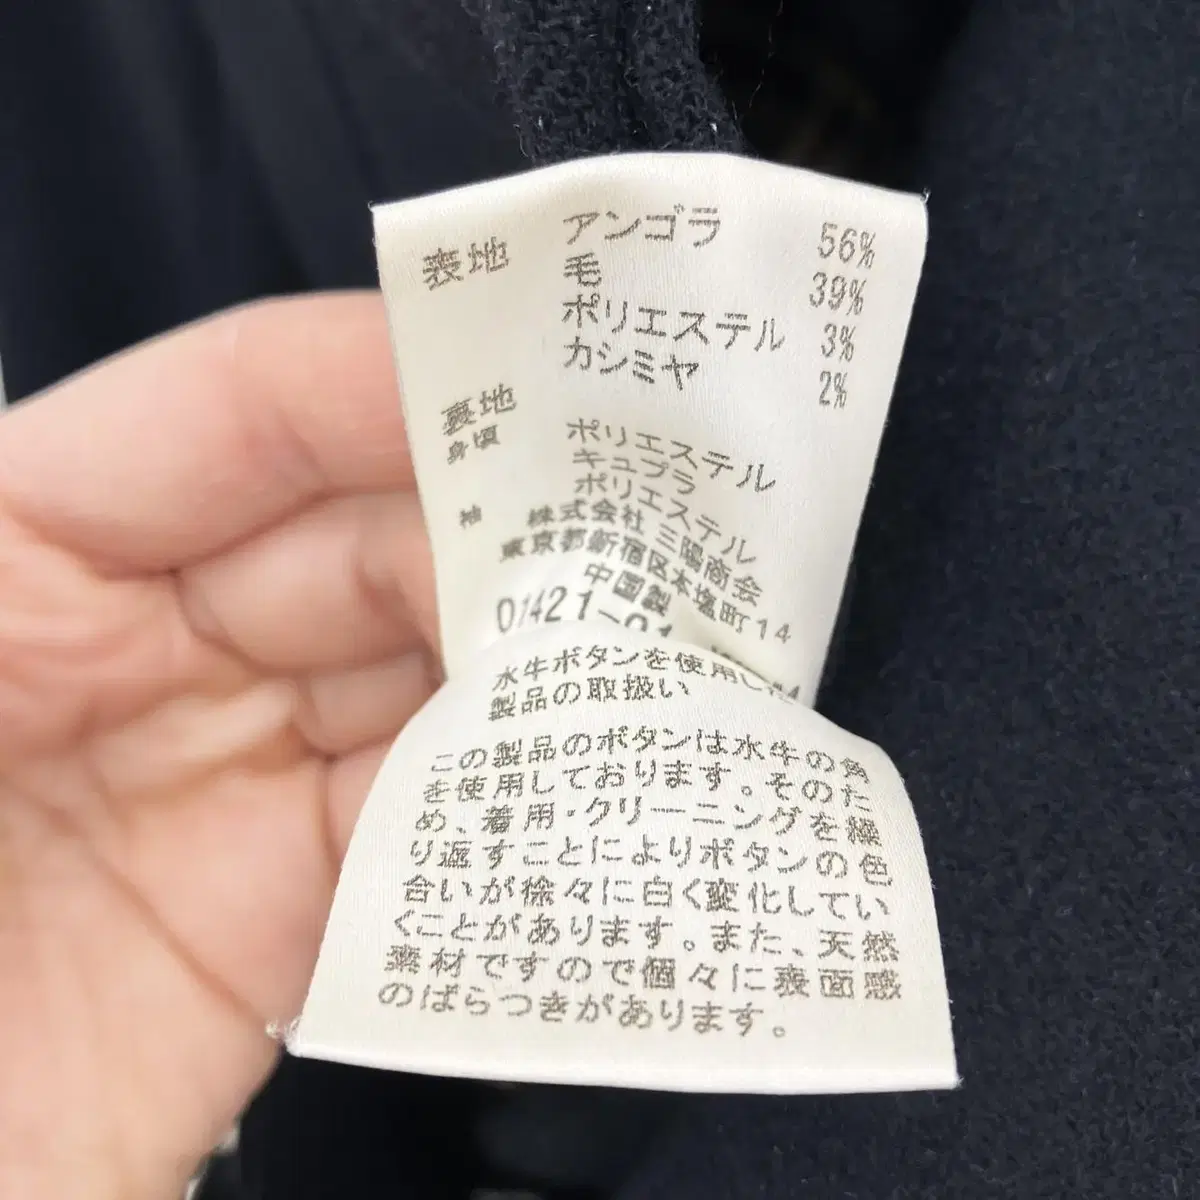 表地 アンゴラ 56%
毛 39%
ポリエステル 3%
カシミヤ 2%
裏地
身頃 ポリエステル
キュプラ
袖 ポリエステル
株式会社 三陽商会
東京都新宿区本塩町14
中国製
01421-01
水牛ボタンを使用した
製品の取扱い
この製品のボタンは水牛の角
を使用しております。そのた
め、着用・クリーニングを繰
り返すことによりボタンの色
合いが徐々に白く変化してい
くことがあります。また、天然
素材ですので個々に表面感
のばらつきがあります。